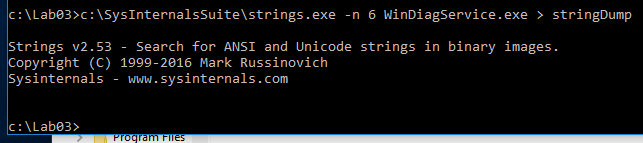 c:\Lab03>c:\SysInternalsSuite\strings.exe -n 6 WinDiagService.exe > stringDump
Strings v2.53 - Search for ANSI and Unicode strings in binary images.
Copyright (C) 1999-2016 Mark Russinovich
Sysinternals - www.sysinternals.com
c:\Lab03>
Program Files